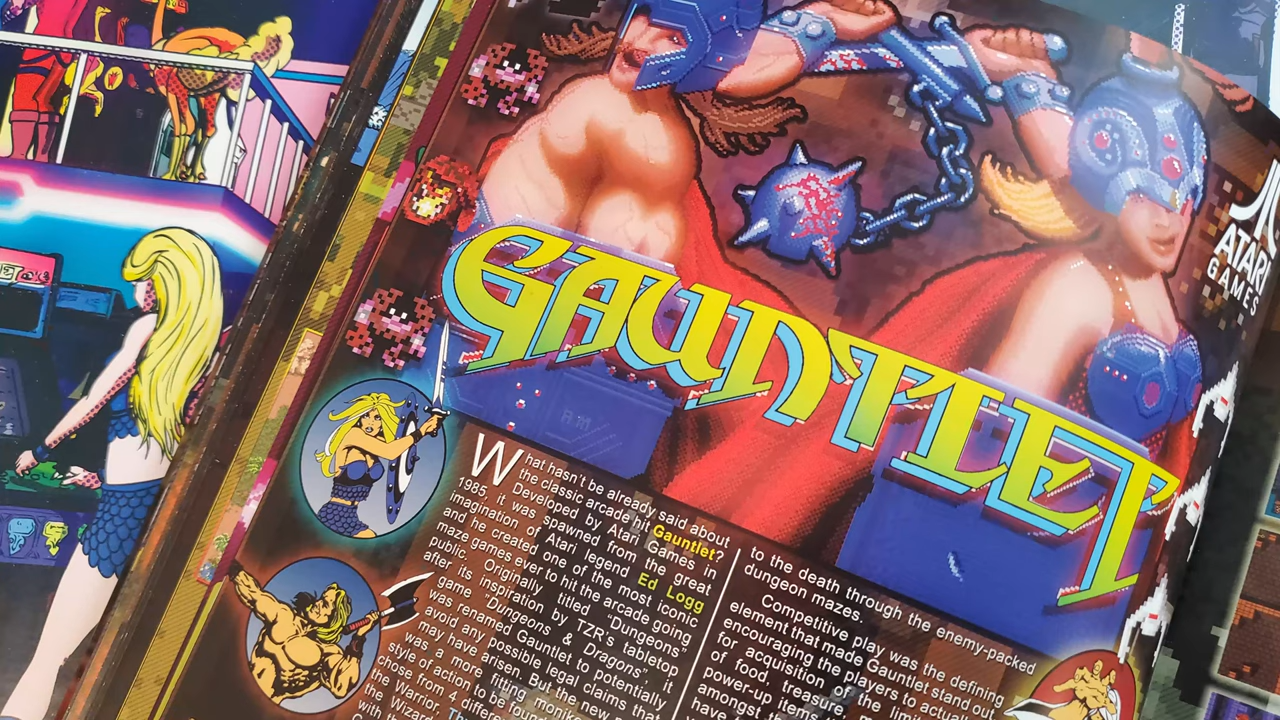 GAUNTLET
ATARI
GAMES
What hasn't be already said about
the classic arcade hit Gauntlet?
Developed by Atari Games in
1985, it was spawned from the great
imagination of Atari legend Ed Logg
and he created one of the most iconic
maze games ever to hit the arcade going
public. Originally titled "Dungeons"
after its inspiration by TZR's tabletop
game "Dungeons & Dragons", it
was renamed Gauntlet to potentially
avoid any possible legal claims that
may have arisen. But the new
was a more fitting
style of action to be
chose from 4
the Warrior,
the
with the
to the death through the enemy-packed
dungeon mazes.
Competitive play was the defining
element that made Gauntlet stand out,
encouraging the players to
for acquisition of the
of food, treasure,
power-up items
amongst
have